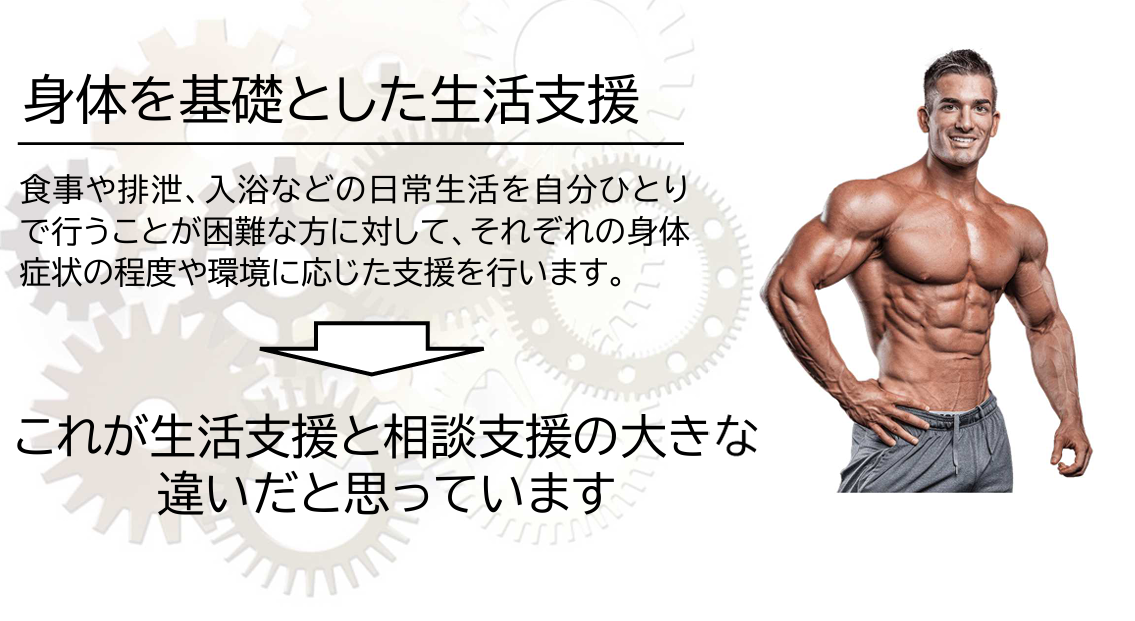 身体を基礎とした生活支援
食事や排泄、入浴などの日常生活を自分ひとり
で行うことが困難な方に対して、それぞれの身体
症状の程度や環境に応じた支援を行います。
これが生活支援と相談支援の大きな
違いだと思っています